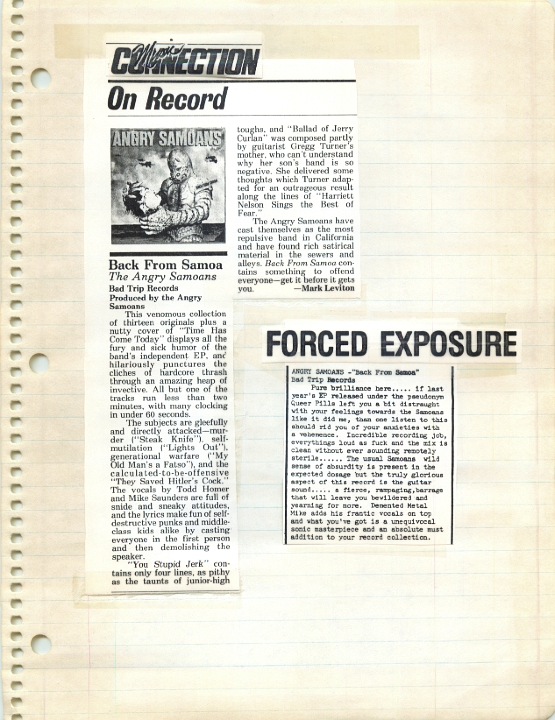 Music
CONNECTION
On Record
ANGRY SAMOANS
Back From Samoa
The Angry Samoans
Bad Trip Records
Produced by the Angry
Samoans
This venomous collection
of thirteen originals plus a
nutty cover of "Time Has
Come Today" displays all the
fury and sick humor of the
band's independent EP, and
hilariously punctures the
cliches of hardcore thrash
through an amazing heap of
invective. All but one of the
tracks run less than two
minutes, with many clocking
in under 60 seconds.
The subjects are gleefully
and directly attacked—mur-
der ("Steak Knife"), self-
mutilation ("Lights Out"),
generational warfare ("My
Old Man's a Fatso"), and the
calculated-to-be-offensive
"They Saved Hitler's Cock."
The vocals by Todd Homer
and Mike Saunders are full of
snide and sneaky attitudes,
and the lyrics make fun of self-
destructive punks and middle-
class kids alike by casting
everyone in the first person
and then demolishing the
speaker.
"You Stupid Jerk" con-
tains only four lines, as pithy
as the taunts of junior-high
toughs, and "Ballad of Jerry
Curlan" was composed partly
by guitarist Gregg Turner's
mother, who can't understand
why her son's band is so
negative. She delivered some
thoughts which Turner adap-
ted for an outrageous result
along the lines of "Harriett
Nelson Sings the Best of
Fear."
The Angry Samoans have
cast themselves as the most
repulsive band in California
and have found rich satirical
material in the sewers and
alleys. Back From Samoa con-
tains something to offend
everyone—get it before it gets
you. —Mark Leviton
FORCED EXPOSURE
ANGRY SAMOANS -"Back From Samoa"
Bad Trip Records
Pure brilliance here..... if last
year's EP released under the pseudonym
Queer Pills left you a bit distraught
with your feelings towards the Samoans
like it did me, than one listen to this
should rid you of your anxieties with
a vehemence. Incredible recording job,
everythings loud as fuck and the mix is
clean without ever sounding remotely
sterile...... The usual Samoans wild
sense of absurdity is present in the
expected dosage but the truly glorious
aspect of this record is the guitar
sound..... a fierce, rampaging,barrage
that will leave you bewildered and
yearning for more. Demented Metal
Mike adds his frantic vocals on top
and what you've got is a unequivocal
sonic masterpiece and an absolute must
addition to your record collection.